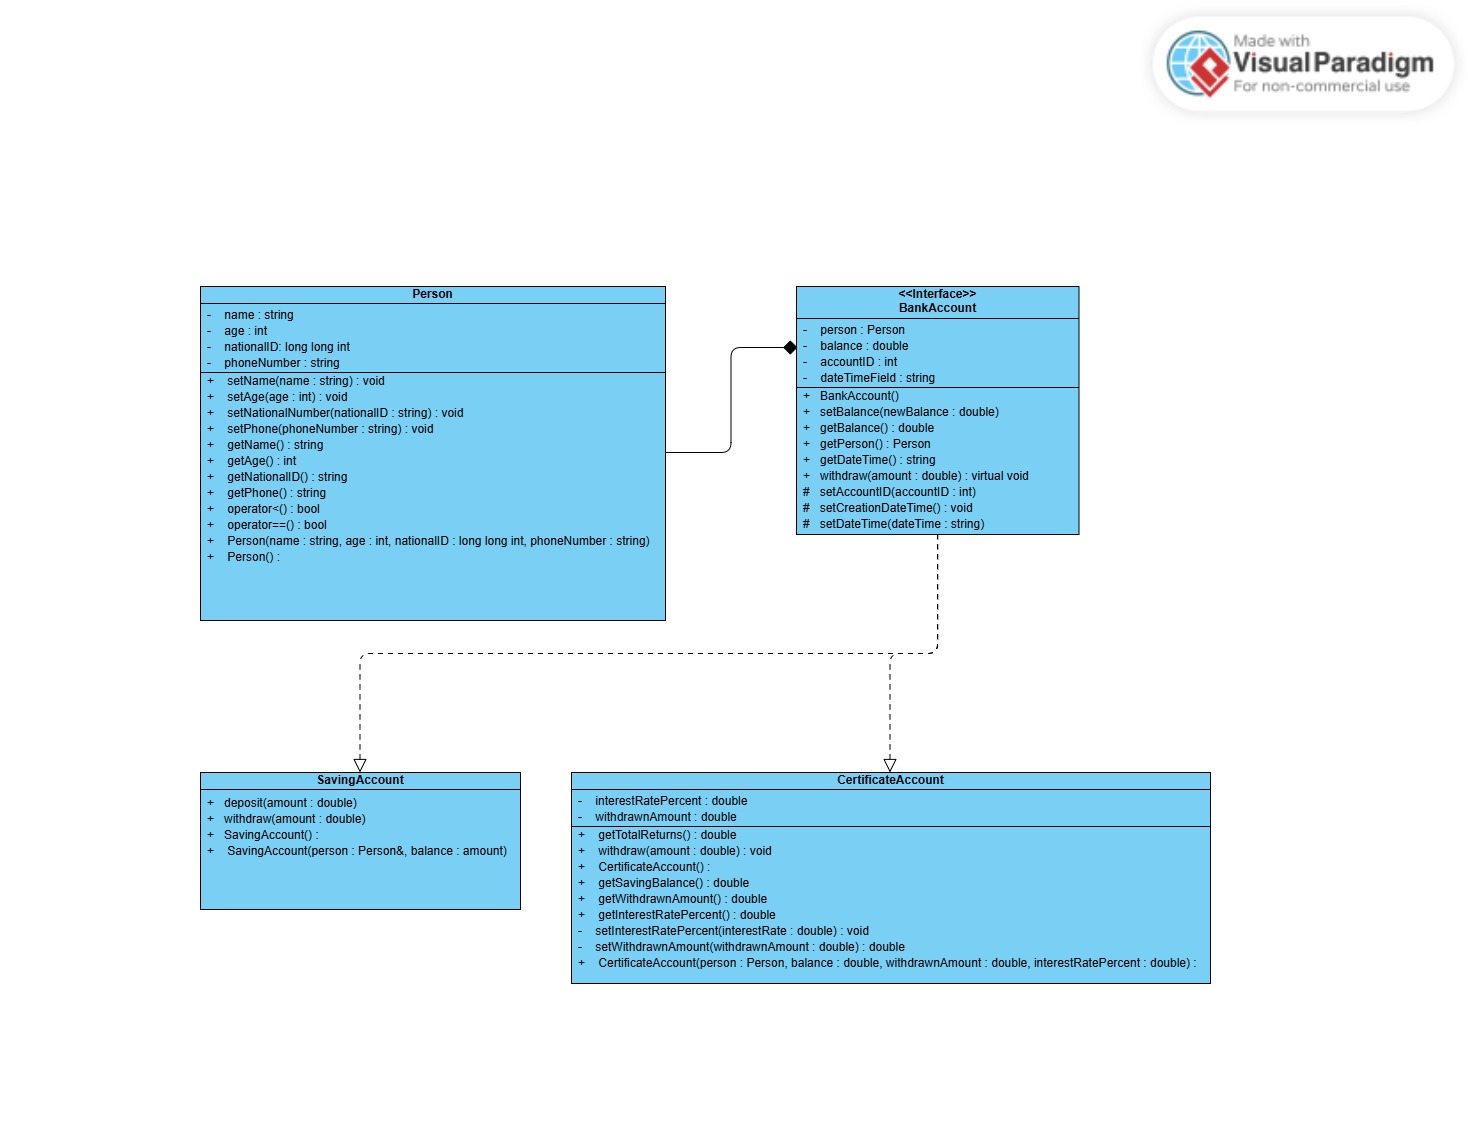 Made with
Visual Paradigm
For non-commercial use
Person
- name : string
- age : int
- nationalID: long long int
- phoneNumber : string
+ setName(name : string) : void
+ setAge(age : int) : void
+ setNationalNumber(nationalID : string) : void
+ setPhone(phoneNumber : string) : void
+ getName() : string
+ getAge() : int
+ getNationalID() : string
+ getPhone() : string
+ operator<() : bool
+ operator==() : bool
+ Person(name : string, age : int, nationalID : long long int, phoneNumber : string)
+ Person() :
<<Interface>>
BankAccount
- person : Person
- balance : double
- accountID : int
- dateTimeField : string
+ BankAccount()
+ setBalance(newBalance : double)
+ getBalance() : double
+ getPerson() : Person
+ getDateTime() : string
+ withdraw(amount : double) : virtual void
# setAccountID(accountID : int)
# setCreationDateTime() : void
# setDateTime(dateTime : string)
SavingAccount
+ deposit(amount : double)
+ withdraw(amount : double)
+ SavingAccount() :
+ SavingAccount(person : Person&, balance : amount)
CertificateAccount
- interestRatePercent : double
- withdrawnAmount : double
+ getTotalReturns() : double
+ withdraw(amount : double) : void
+ CertificateAccount() :
+ getSavingBalance() : double
+ getWithdrawnAmount() : double
+ getInterestRatePercent() : double
- setInterestRatePercent(interestRate : double) : void
- setWithdrawnAmount(withdrawnAmount : double) : double
+ CertificateAccount(person : Person, balance : double, withdrawnAmount : double, interestRatePercent : double) :